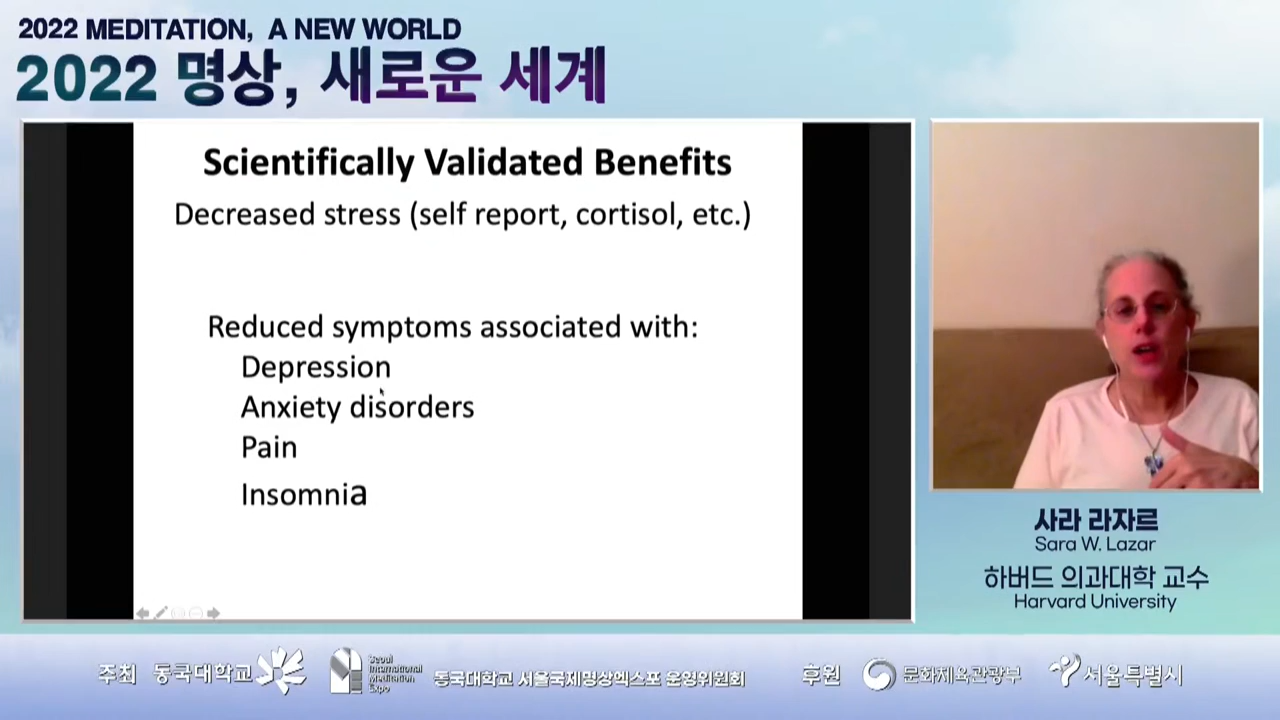 2022 MEDITATION, A NEW WORLD
2022 명상, 새로운 세계
Scientifically Validated Benefits
Decreased stress (self report, cortisol, etc.)
Reduced symptoms associated with:
Depression
Anxiety disorders
Pain
Insomnia
사라 라자르
Sara W. Lazar
하버드 의과대학 교수
Harvard University
주최 동국대학교 Seoul International Meditation Expo 동국대학교 서울국제명상엑스포 운영위원회 후원 문화체육관광부 서울특별시